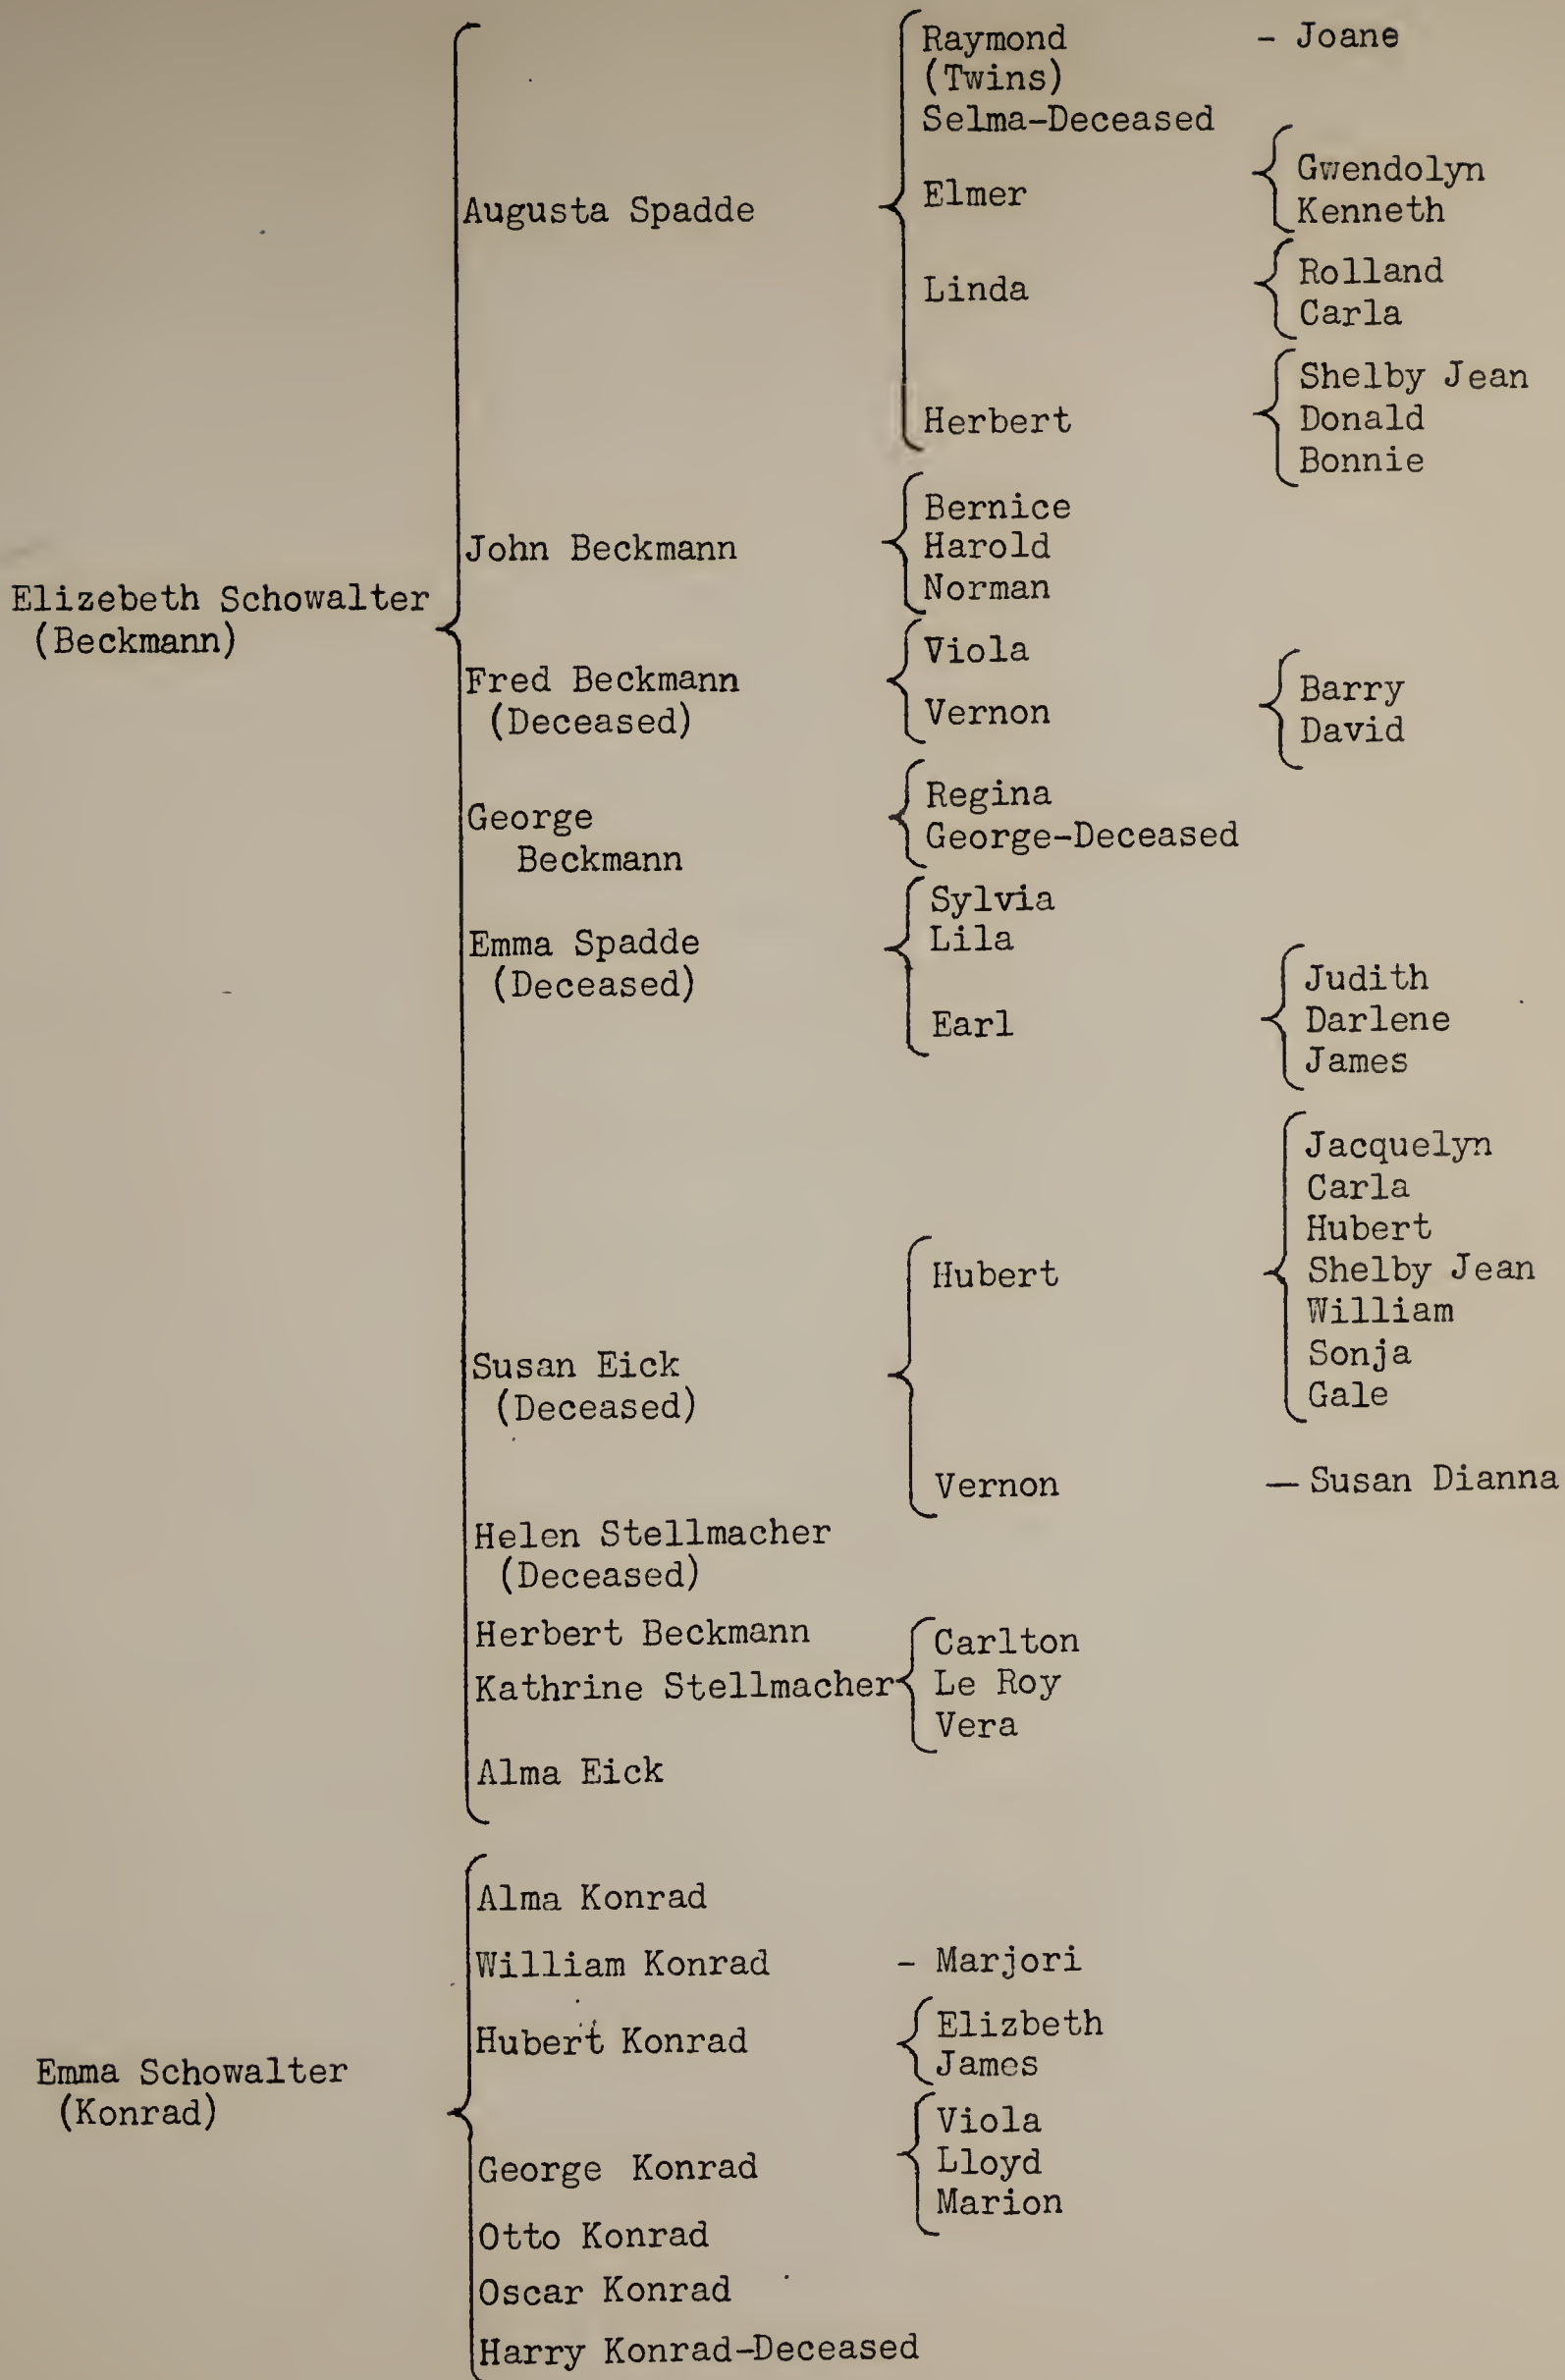 Raymond - Joane
(Twins)
Selma-Deceased
Gwendolyn
Elmer
Kenneth
Augusta Spadde
Rolland
Linda
Carla
Shelby Jean
Herbert Donald
Bonnie
Bernice
John Beckmann Harold
Norman
Elizebeth Schowalter
(Beckmann)
Viola
Fred Beckmann
(Deceased)
Vernon
Barry
David
Regina
George
George-Deceased
Beckmann
Sylvia
Emma Spadde Lila
(Deceased)
Judith
Earl Darlene
James
Jacquelyn
Carla
Hubert
Hubert Shelby Jean
William
Sonja
Susan Eick
Gale
(Deceased)
Vernon — Susan Dianna
Helen Stellmacher
(Deceased)
Herbert Beckmann Carlton
Kathrine Stellmacher Le Roy
Vera
Alma Eick
Alma Konrad
William Konrad - Marjori
Elizbeth
Hubert Konrad
James
Emma Schowalter
(Konrad)
Viola
George Konrad Lloyd
Marion
Otto Konrad
Oscar Konrad
Harry Konrad-Deceased